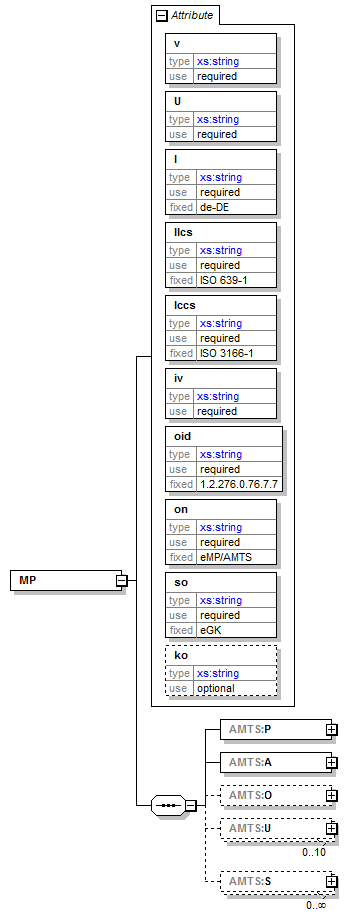 Attribute
v
type xs:string
use required
U
type xs:string
use required
l
type xs:string
use required
fixed de-DE
llcs
type xs:string
use required
fixed ISO 639-1
lccs
type xs:string
use required
fixed ISO 3166-1
iv
type xs:string
use required
oid
type xs:string
use required
fixed 1.2.276.0.76.7.7
on
type xs:string
use required
fixed eMP/AMTS
MP
so
type xs:string
use required
fixed eGK
ko
type xs:string
use optional
AMTS:P
AMTS:A
AMTS:O
AMTS:U
0..10
AMTS:S
0..∞